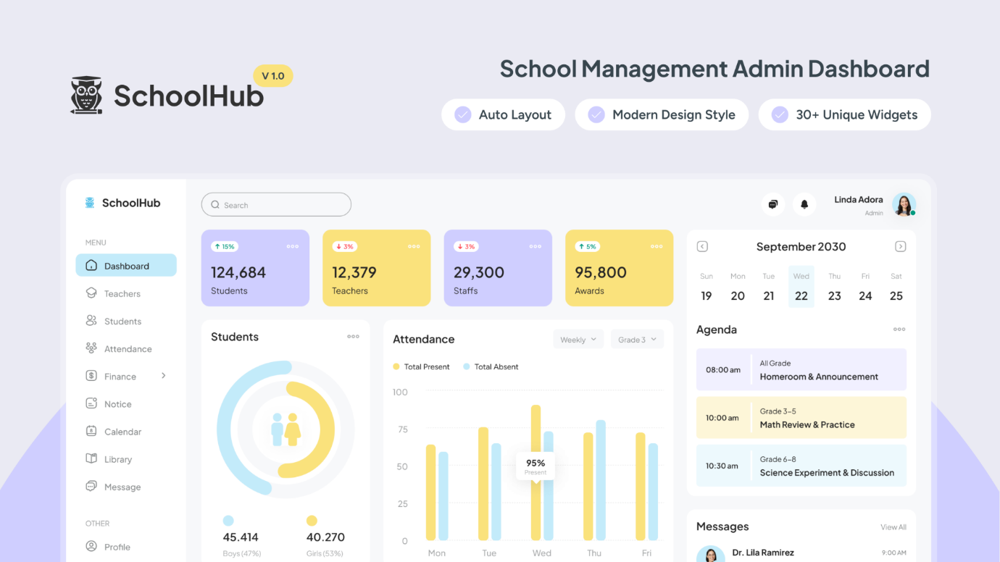 SchoolHub
V 1.0
School Management Admin Dashboard
Auto Layout
Modern Design Style
30+ Unique Widgets
SchoolHub
MENU
Dashboard
Teachers
Students
Attendance
Finance
Notice
Calendar
Library
Message
OTHER
Profile
Search
Linda Adora
Admin
15%
124,684
Students
3%
12,379
Teachers
3%
29,300
Staffs
5%
95,800
Awards
Students
45.414
Boys (47%)
40.270
Girls (53%)
Attendance
Weekly
Grade 3
Total Present
Total Absent
100
75
50
25
0
95%
Present
Mon Tue Wed Thu Fri
September 2030
Sun Mon Tue Wed Thu Fri Sat
19 20 21 22 23 24 25
Agenda
08:00 am
All Grade
Homeroom & Announcement
10:00 am
Grade 3–5
Math Review & Practice
10:30 am
Grade 6–8
Science Experiment & Discussion
Messages
View All
Dr. Lila Ramirez
9:00 AM